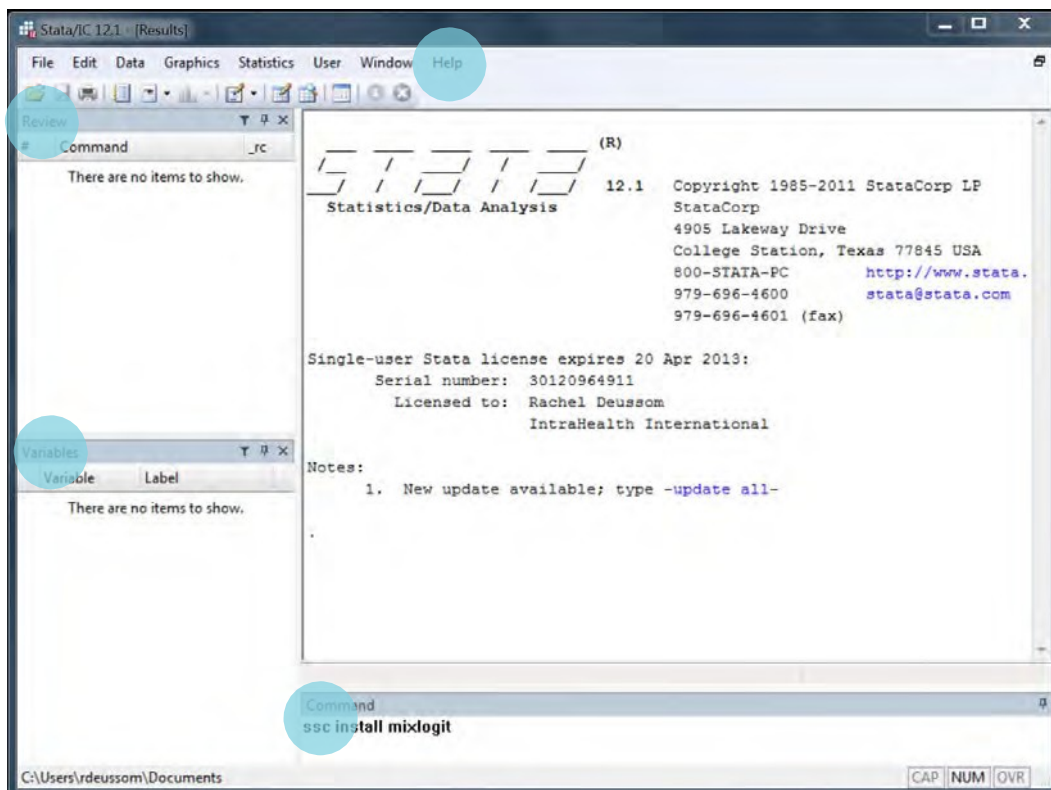 Stata/IC 12.1 - [Results]
File Edit Data Graphics Statistics User Window Help
Review
# Command _rc
There are no items to show.
Variables
Variable Label
There are no items to show.
(R)
STATA 12.1 Copyright 1985-2011 StataCorp LP
Statistics/Data Analysis StataCorp
4905 Lakeway Drive
College Station, Texas 77845 USA
800-STATA-PC http://www.stata.
979-696-4600 stata@stata.com
979-696-4601 (fax)
Single-user Stata license expires 20 Apr 2013:
Serial number: 30120964911
Licensed to: Rachel Deussom
IntraHealth International
Notes:
1. New update available; type -update all-
.
Command
ssc install mixlogit
C:\Users\rdeussom\Documents
CAP NUM OVR